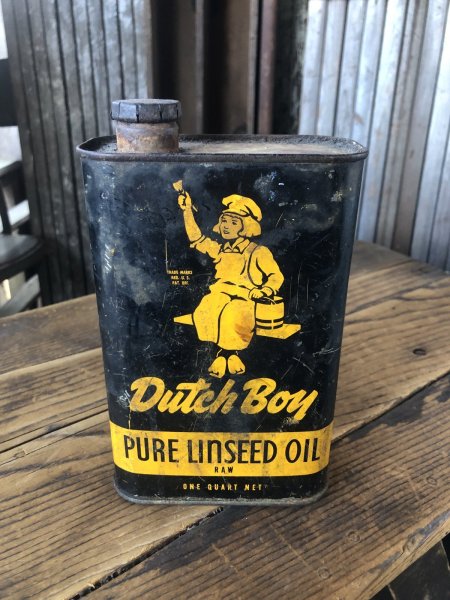 TRADE MARKS
REG. U. S.
PAT. OFF.
Dutch Boy
PURE LINSEED OIL
RAW
ONE QUART NET